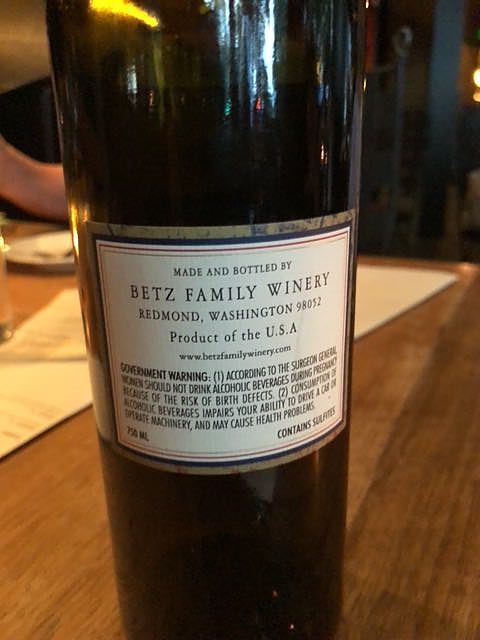 MADE AND BOTTLED BY
BETZ FAMILY WINERY
REDMOND, WASHINGTON 98052
Product of the U.S.A
www.betzfamilywinery.com
GOVERNMENT WARNING: (1) ACCORDING TO THE SURGEON GENERAL
WOMEN SHOULD NOT DRINK ALCOHOLIC BEVERAGES DURING PREGNANCY
BECAUSE OF THE RISK OF BIRTH DEFECTS. (2) CONSUMPTION OF
ALCOHOLIC BEVERAGES IMPAIRS YOUR ABILITY TO DRIVE A CAR OR
OPERATE MACHINERY, AND MAY CAUSE HEALTH PROBLEMS.
750 ML CONTAINS SULFITES